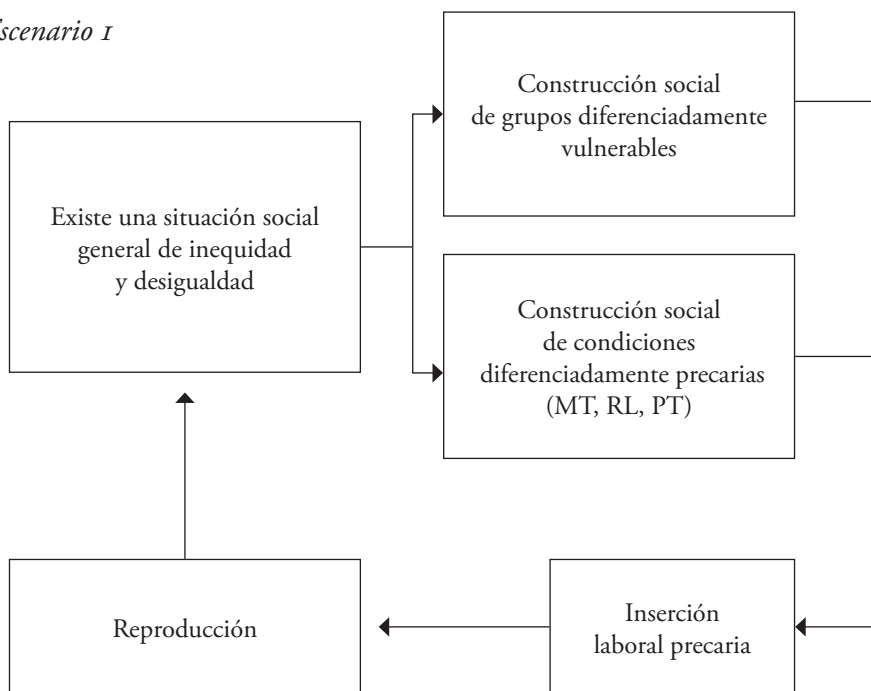 Escenario 1
Construcción social
de grupos diferenciadamente
vulnerables
Existe una situación social
general de inequidad
y desigualdad
Construcción social
de condiciones
diferenciadamente precarias
(MT, RL, PT)
Reproducción
Inserción
laboral precaria